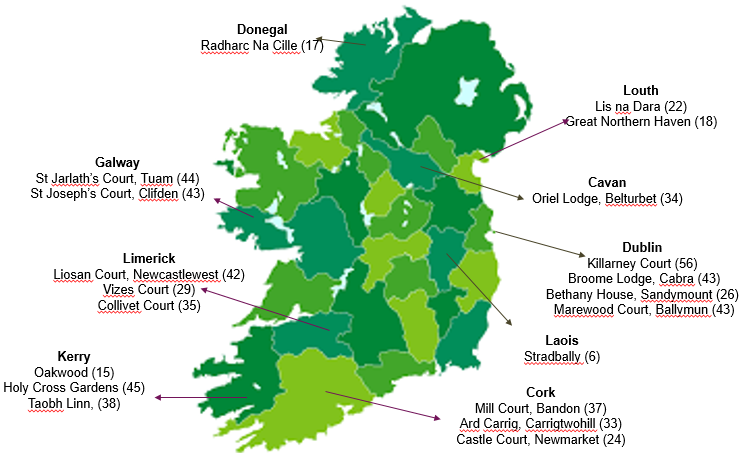 Donegal
Radharc Na Cille (17)
Louth
Lis na Dara (22)
Great Northern Haven (18)
Galway
St Jarlath's Court, Tuam (44)
St Joseph's Court, Clifden (43)
Cavan
Oriel Lodge, Belturbet (34)
Dublin
Killarney Court (56)
Broome Lodge, Cabra (43)
Bethany House, Sandymount (26)
Marewood Court, Ballymun (43)
Limerick
Liosan Court, Newcastlewest (42)
Vizes Court (29)
Collivet Court (35)
Laois
Stradbally (6)
Kerry
Oakwood (15)
Holy Cross Gardens (45)
Taobh Linn, (38)
Cork
Mill Court, Bandon (37)
Ard Carrig, Carrigtwohill (33)
Castle Court, Newmarket (24)